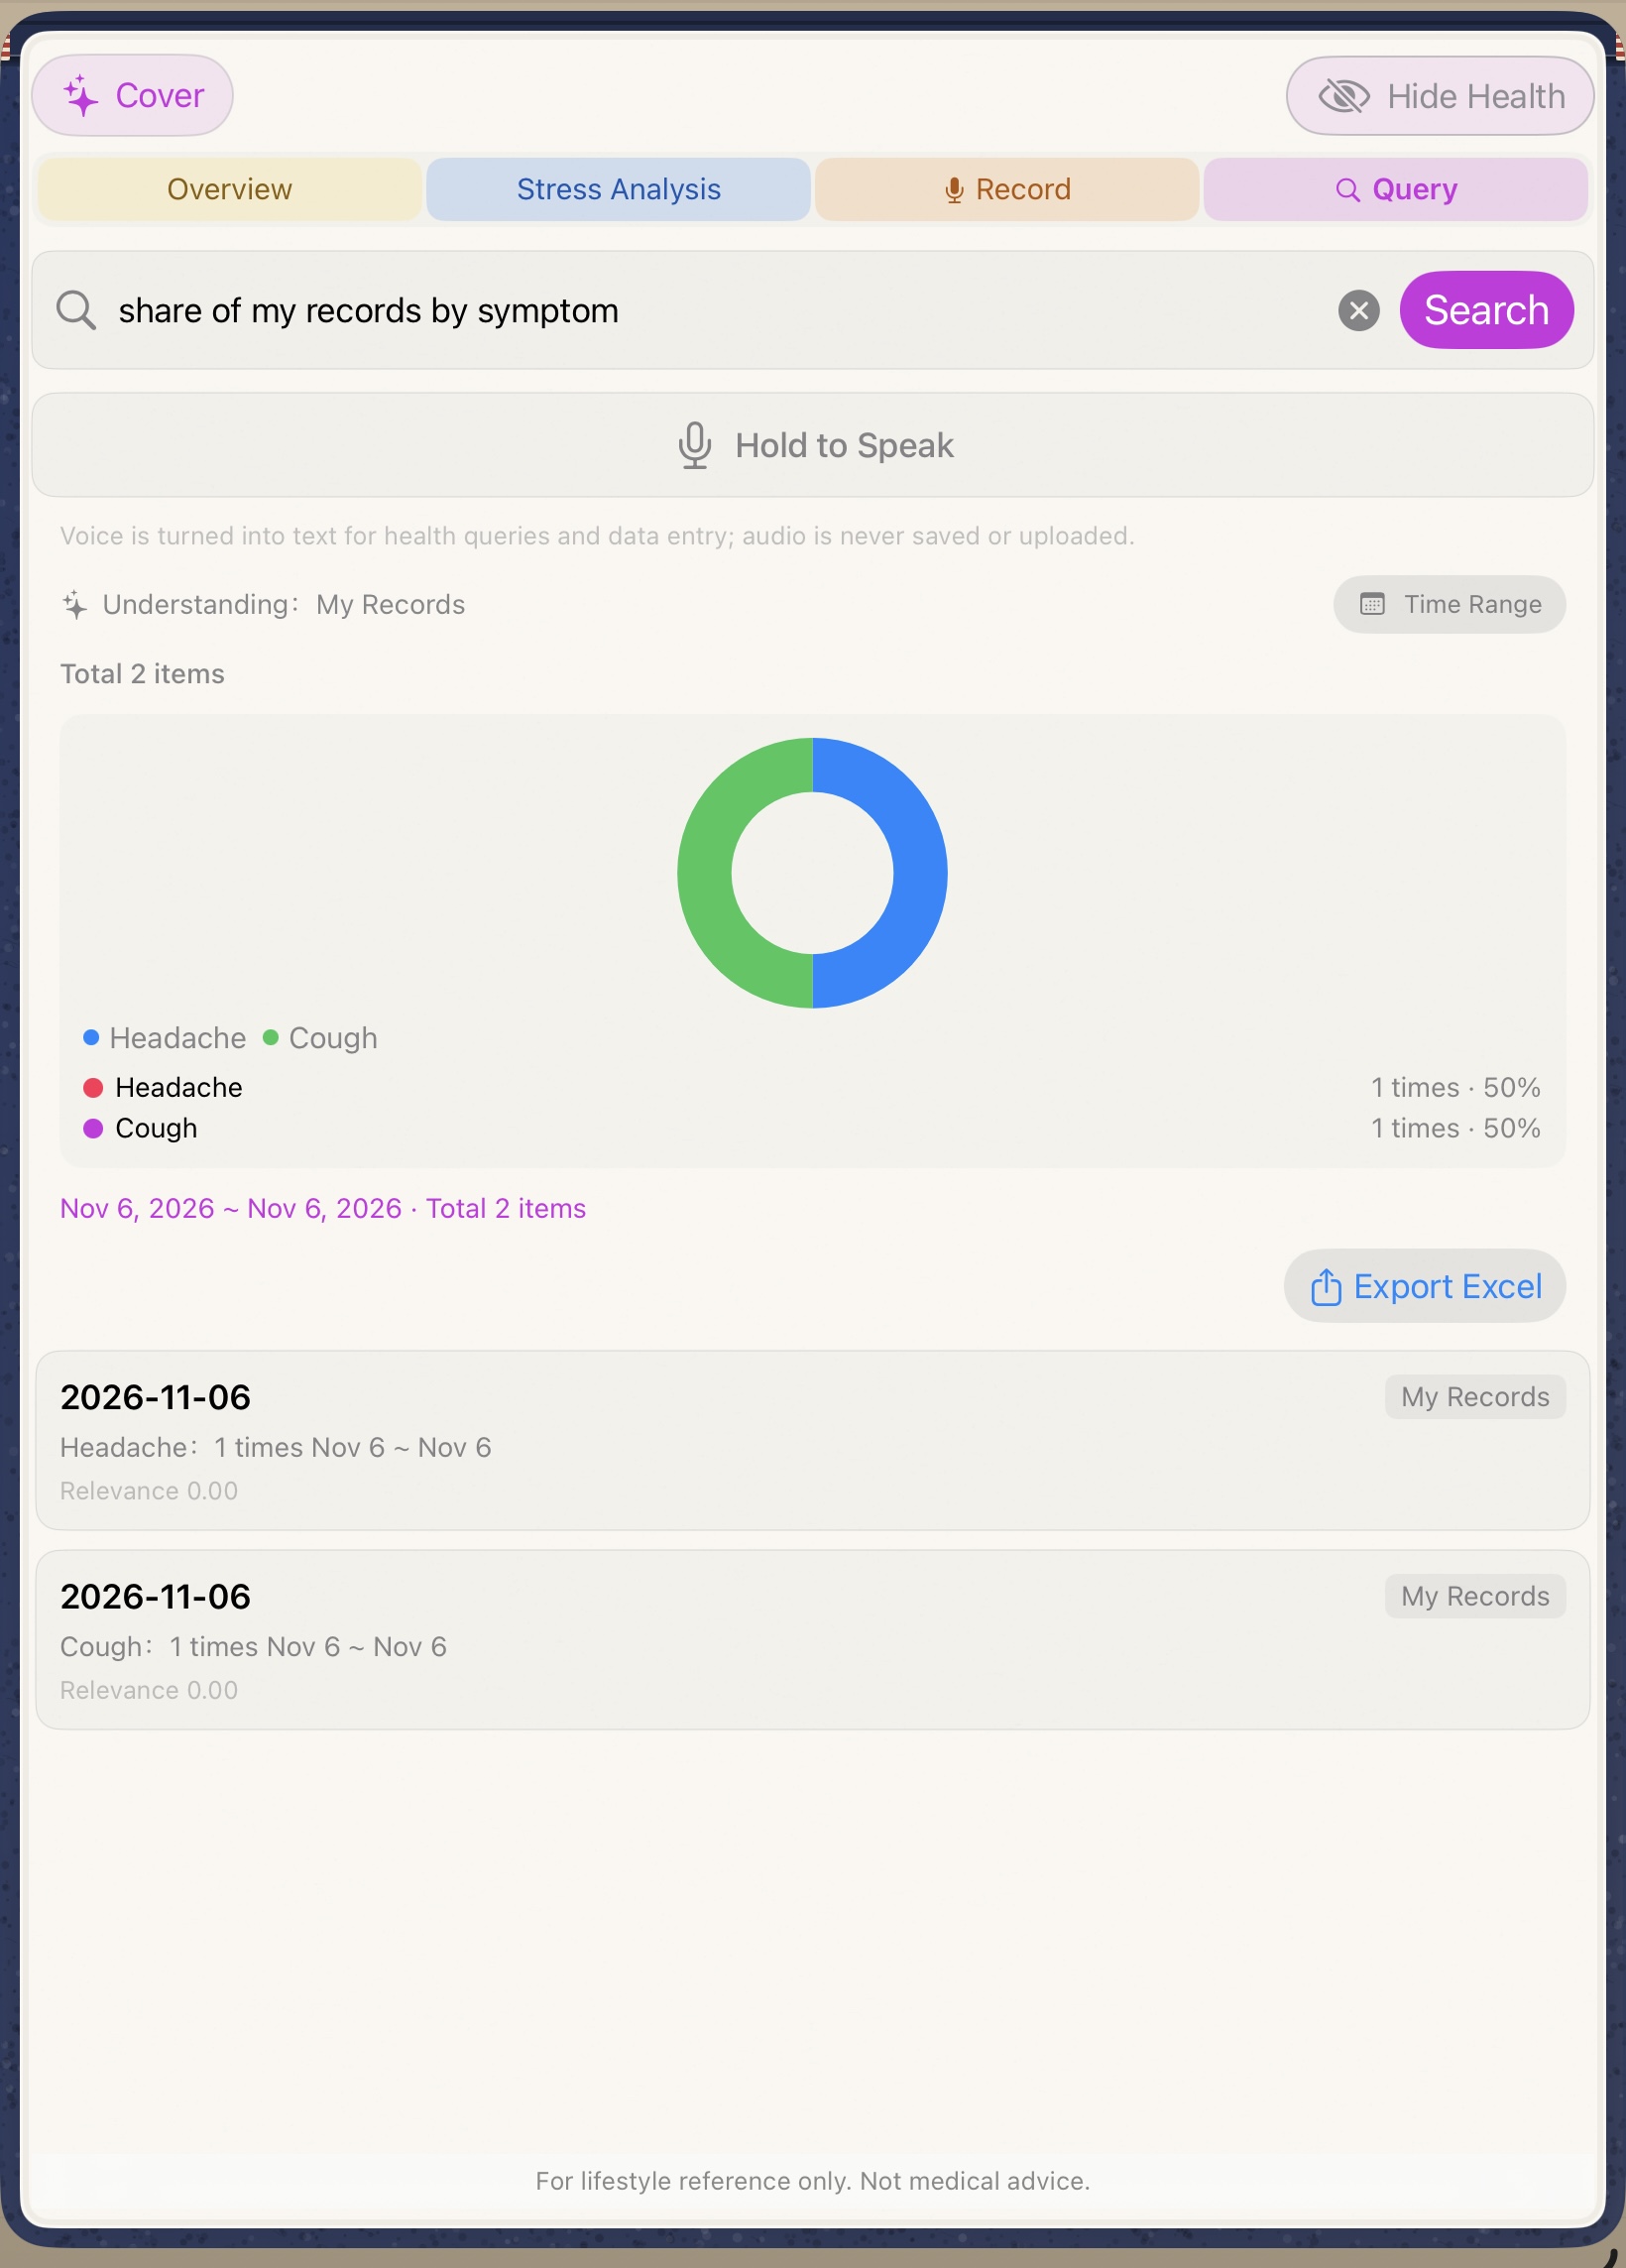 Cover
Hide Health
Overview
Stress Analysis
Record
Query
share of my records by symptom
Search
Hold to Speak
Voice is turned into text for health queries and data entry; audio is never saved or uploaded.
Understanding: My Records
Time Range
Total 2 items
Headache Cough
Headache 1 times · 50%
Cough 1 times · 50%
Nov 6, 2026 ~ Nov 6, 2026 · Total 2 items
Export Excel
2026-11-06 My Records
Headache: 1 times Nov 6 ~ Nov 6
Relevance 0.00
2026-11-06 My Records
Cough: 1 times Nov 6 ~ Nov 6
Relevance 0.00
For lifestyle reference only. Not medical advice.